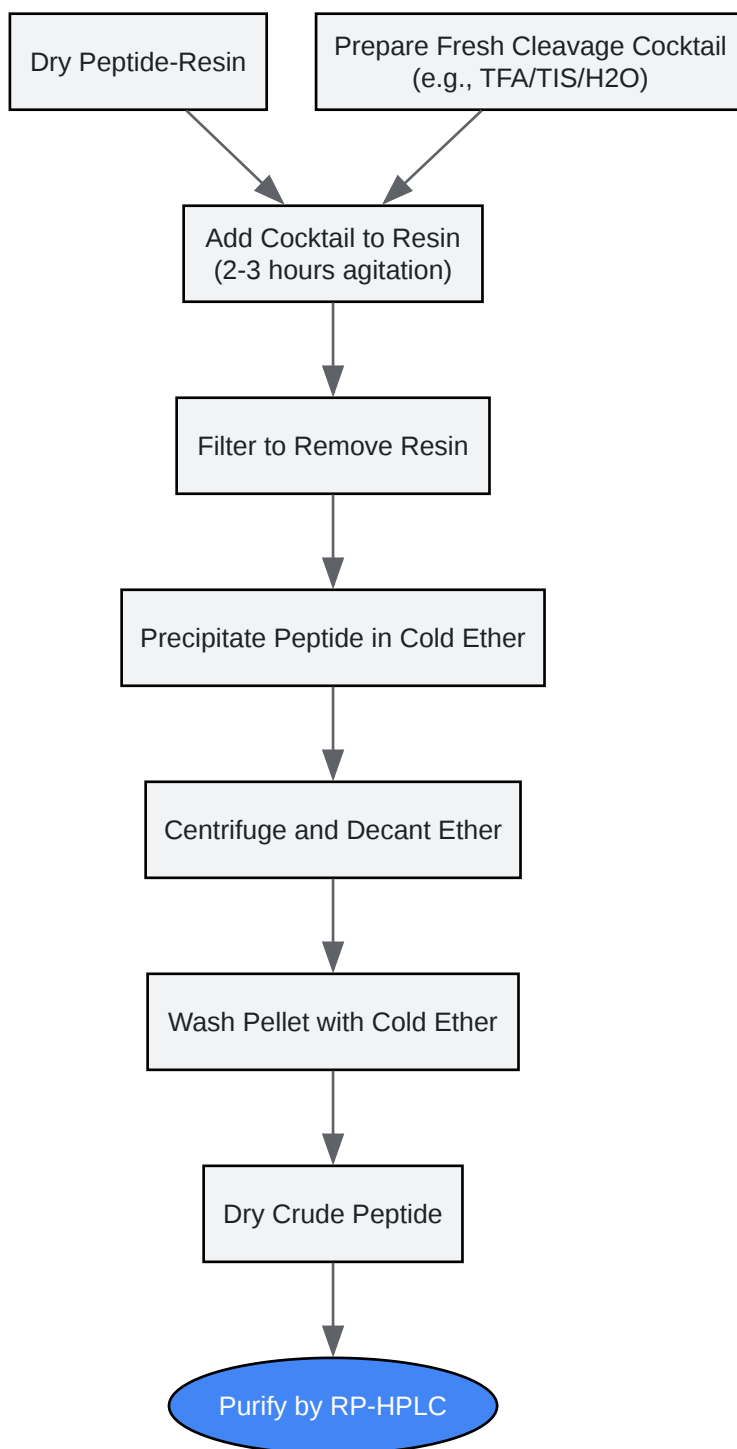 Dry Peptide-Resin
Prepare Fresh Cleavage Cocktail
(e.g., TFA/TIS/H2O)
Add Cocktail to Resin
(2-3 hours agitation)
Filter to Remove Resin
Precipitate Peptide in Cold Ether
Centrifuge and Decant Ether
Wash Pellet with Cold Ether
Dry Crude Peptide
Purify by RP-HPLC